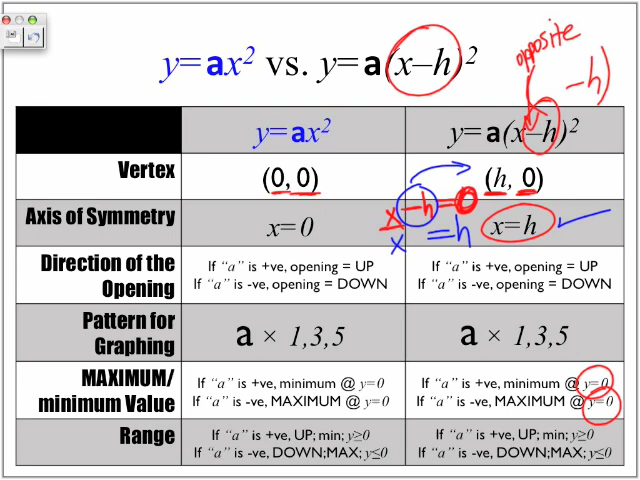 y=ax² vs. y=a(x–h)²
opposite
–h)
y=ax² y=a(x–h)²
Vertex (0, 0) (h, 0)
x –h = 0
Axis of Symmetry x=0 x=h
x = h
Direction of the Opening If “a” is +ve, opening = UP If “a” is +ve, opening = UP
If “a” is -ve, opening = DOWN If “a” is -ve, opening = DOWN
Pattern for Graphing a × 1,3,5 a × 1,3,5
MAXIMUM/ If “a” is +ve, minimum @ y=0 If “a” is +ve, minimum @ y=0
minimum Value If “a” is -ve, MAXIMUM @ y=0 If “a” is -ve, MAXIMUM @ y=0
Range If “a” is +ve, UP; min; y≥0 If “a” is +ve, UP; min; y≥0
If “a” is -ve, DOWN;MAX; y≤0 If “a” is -ve, DOWN;MAX; y≤0